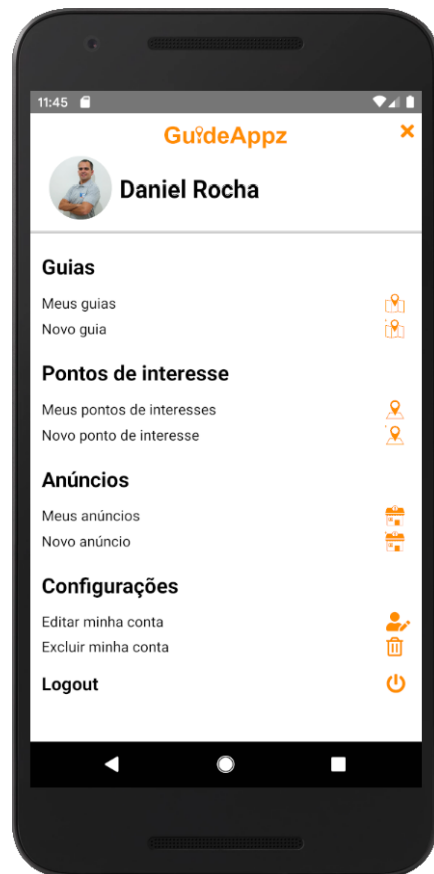 11:45
GuideAppz
Daniel Rocha
Guias
Meus guias
Novo guia
Pontos de interesse
Meus pontos de interesses
Novo ponto de interesse
Anúncios
Meus anúncios
Novo anúncio
Configurações
Editar minha conta
Excluir minha conta
Logout